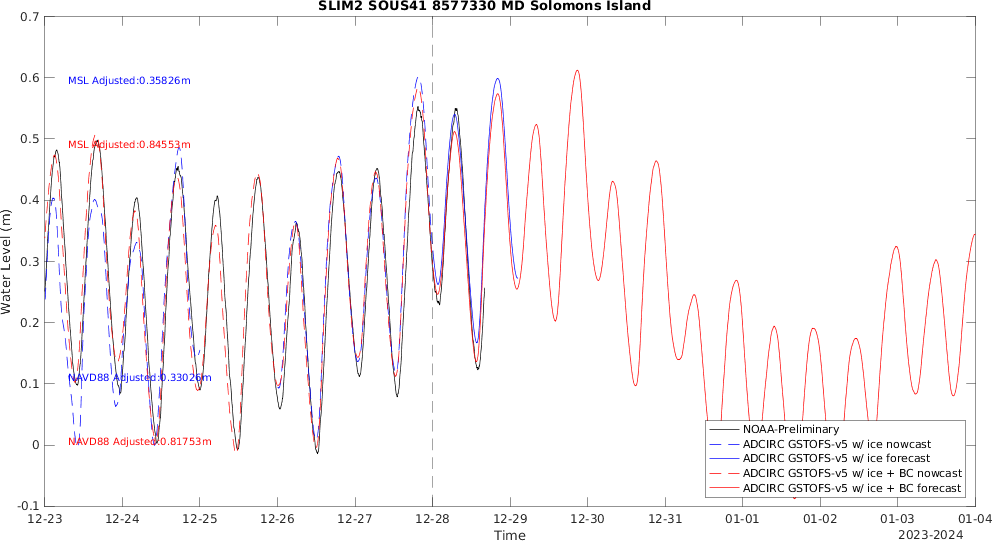 SLIM2 SOUS41 8577330 MD Solomons Island
0.7
0.6
0.5
0.4
0.3
0.2
0.1
0
-0.1
Water Level (m)
MSL Adjusted:0.35826m
MSL Adjusted:0.84553m
NAVD88 Adjusted:0.33026m
NAVD88 Adjusted:0.81753m
NOAA-Preliminary
ADCIRC GSTOFS-v5 w/ ice nowcast
ADCIRC GSTOFS-v5 w/ ice forecast
ADCIRC GSTOFS-v5 w/ ice + BC nowcast
ADCIRC GSTOFS-v5 w/ ice + BC forecast
12-23 12-24 12-25 12-26 12-27 12-28 12-29 12-30 12-31 01-01 01-02 01-03 01-04
Time
2023-2024